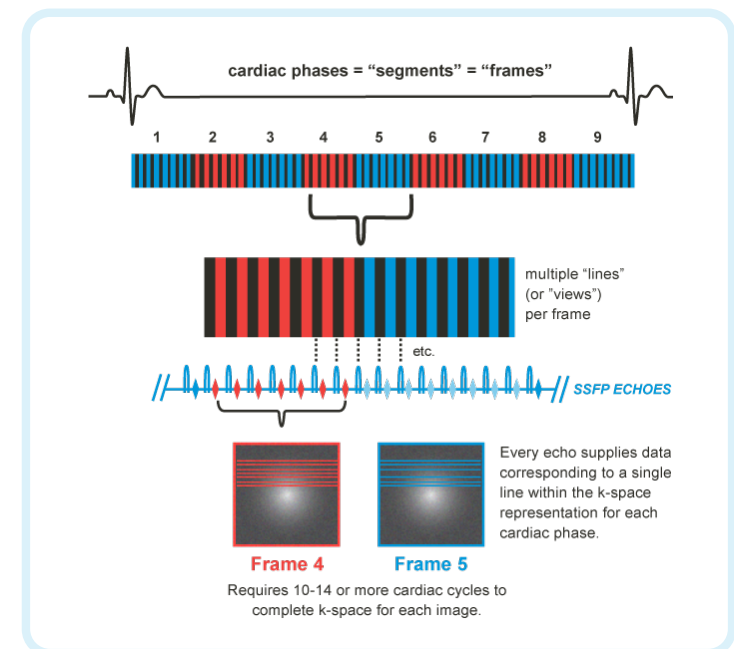 cardiac phases = “segments” = “frames”
1 2 3 4 5 6 7 8 9
multiple “lines”
(or ”views”)
per frame
etc.
SSFP ECHOES
Every echo supplies data
corresponding to a single
line within the k-space
representation for each
cardiac phase.
Frame 4
Frame 5
Requires 10-14 or more cardiac cycles to
complete k-space for each image.